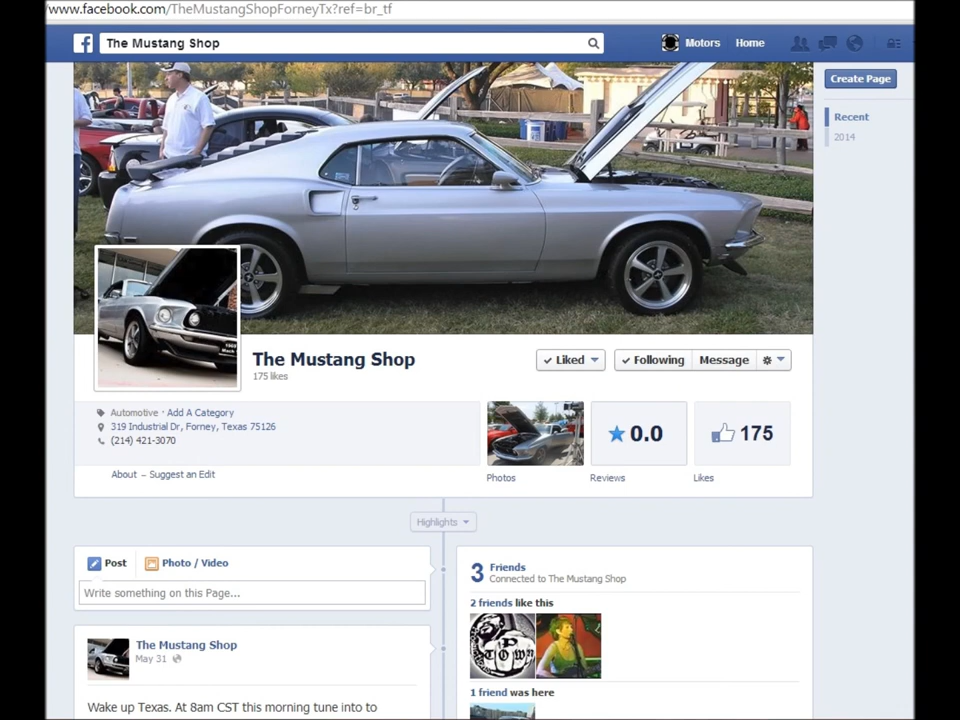 www.facebook.com/TheMustangShopForneyTx?ref=br_tf
The Mustang Shop
Motors
Home
Create Page
Recent
2014
The Mustang Shop
175 likes
Liked
Following
Message
Automotive · Add A Category
319 Industrial Dr, Forney, Texas 75126
(214) 421-3070
About – Suggest an Edit
0.0
175
Photos
Reviews
Likes
Highlights
Post
Photo / Video
Write something on this Page...
3 Friends
Connected to The Mustang Shop
2 friends like this
P TOWN
1 friend was here
The Mustang Shop
May 31
Wake up Texas. At 8am CST this morning tune into to